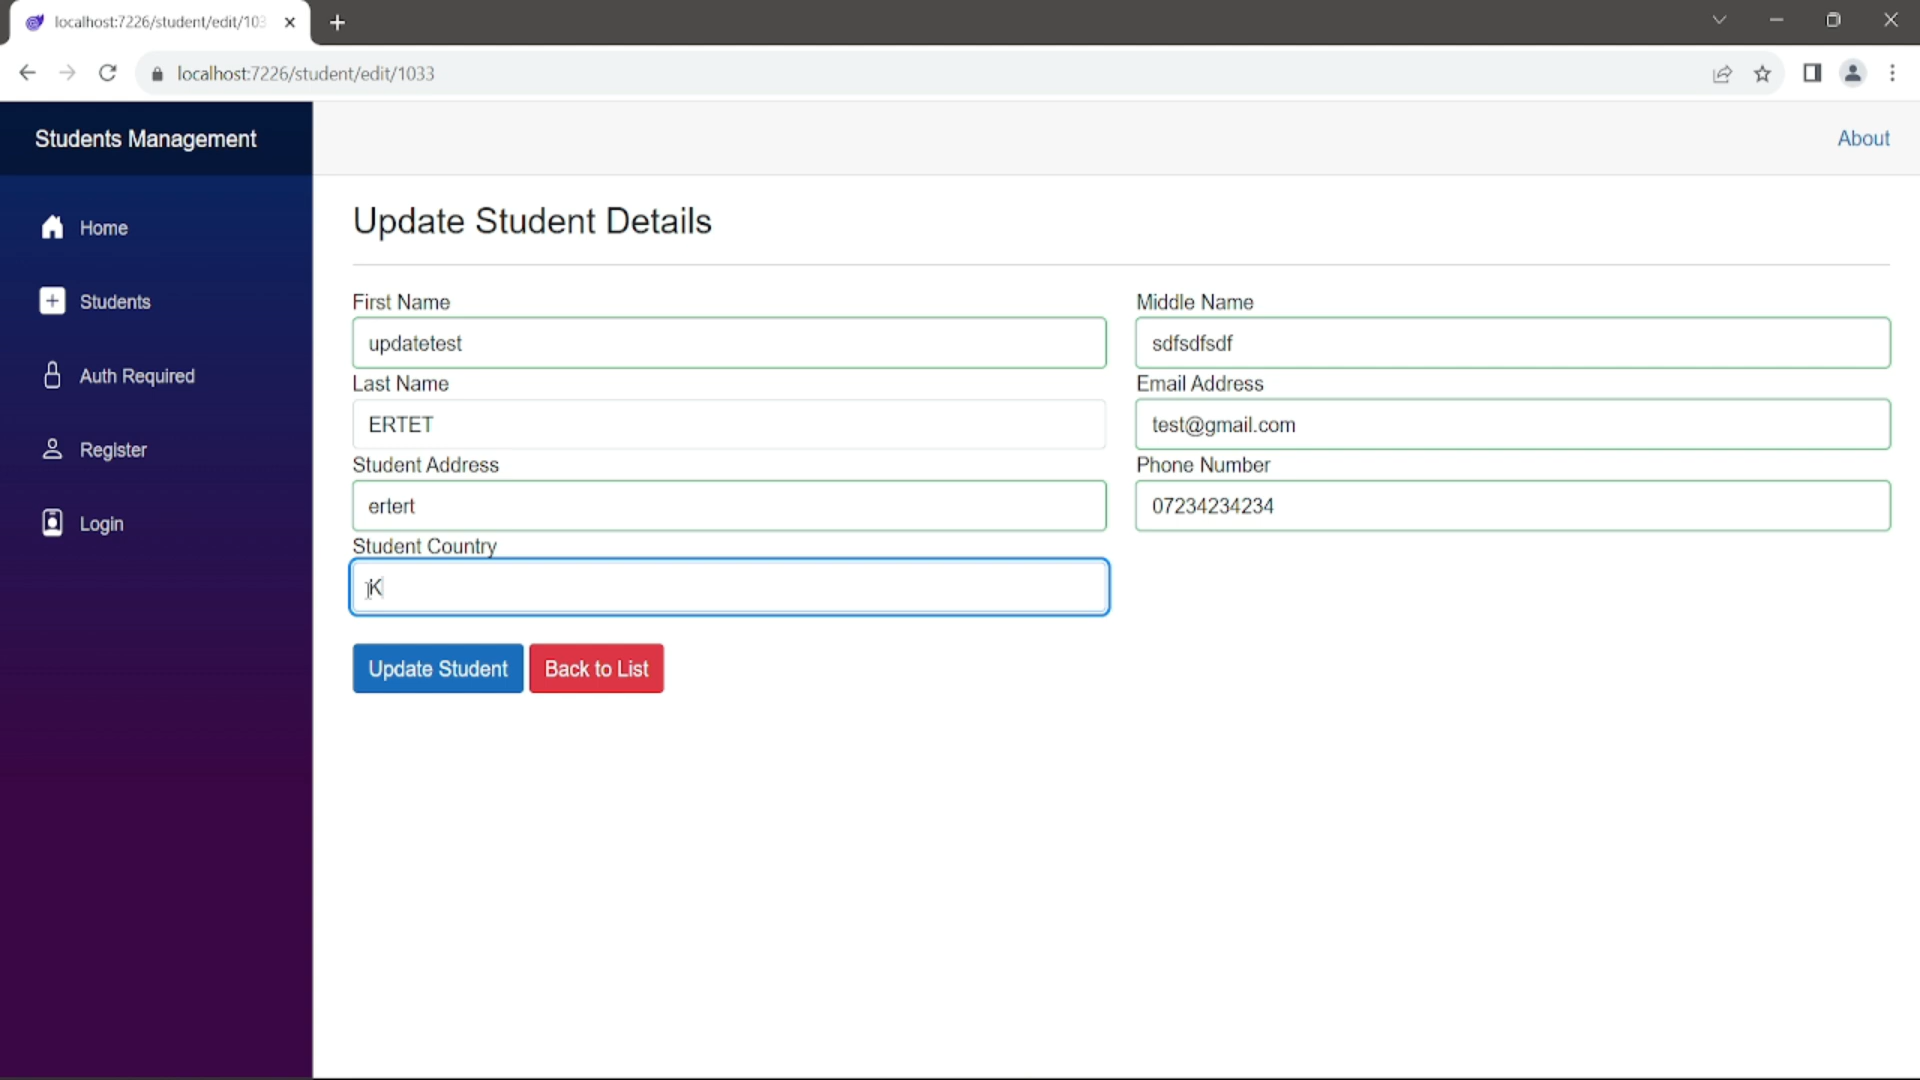 localhost:7226/student/edit/103
localhost:7226/student/edit/1033
Students Management
About
Home
Students
Auth Required
Register
Login
Update Student Details
First Name
Middle Name
updatetest
sdfsdfsdf
Last Name
Email Address
ERTET
test@gmail.com
Student Address
Phone Number
ertert
07234234234
Student Country
K
Update Student
Back to List